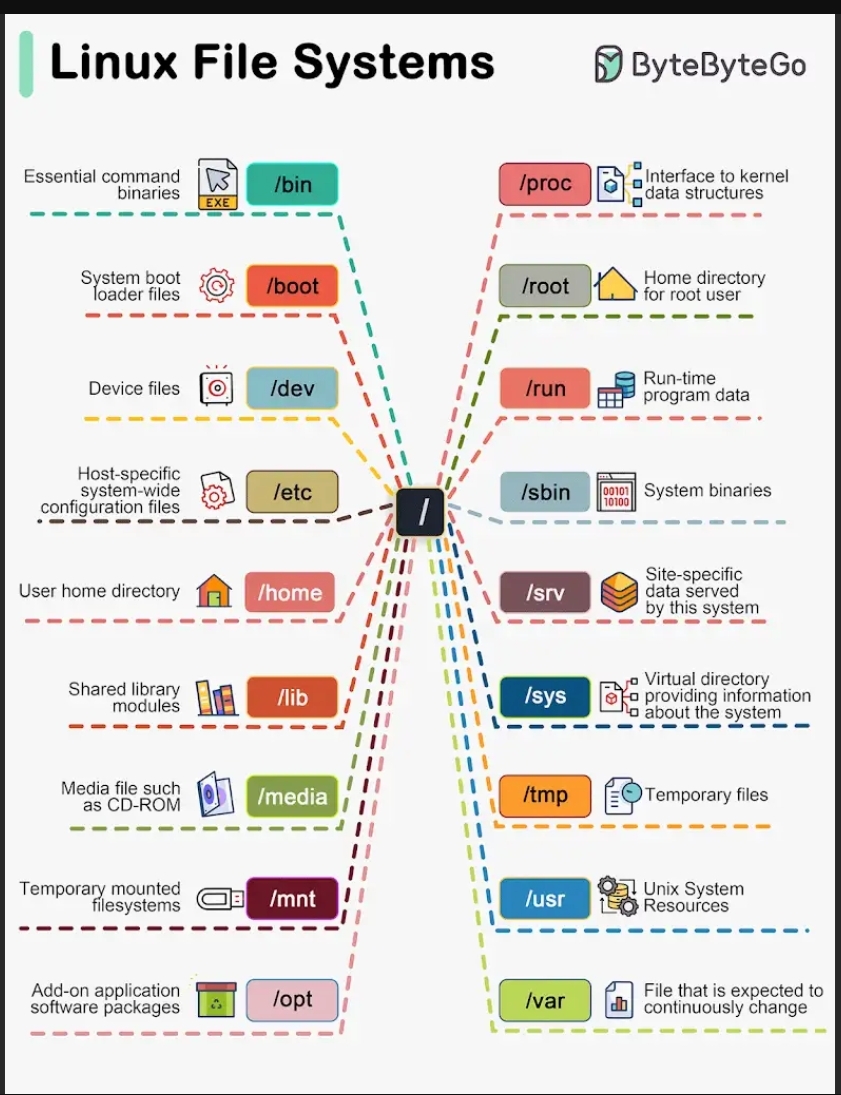 Linux File Systems
ByteByteGo
Essential command
binaries
EXE
/bin
System boot
loader files
/boot
Device files
/dev
Host-specific
system-wide
configuration files
/etc
User home directory
/home
Shared library
modules
/lib
Media file such
as CD-ROM
/media
Temporary mounted
filesystems
/mnt
Add-on application
software packages
/opt
/
/proc
Interface to kernel
data structures
/root
Home directory
for root user
/run
Run-time
program data
/sbin
00101
10100
System binaries
/srv
Site-specific
data served
by this system
/sys
Virtual directory
providing information
about the system
/tmp
Temporary files
/usr
Unix System
Resources
/var
File that is expected to
continuously change